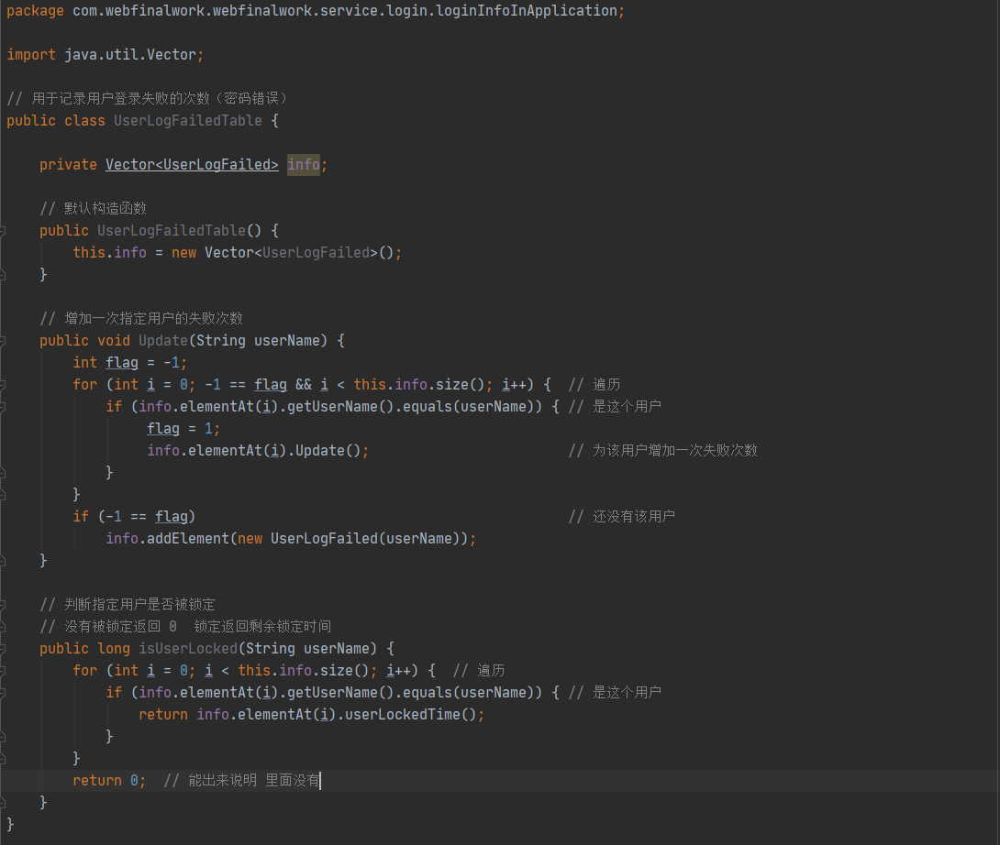 package com.webfinalwork.webfinalwork.service.login.loginInfoInApplication;
import java.util.Vector;
// 用于记录用户登录失败的次数（密码错误）
public class UserLogFailedTable {
private Vector<UserLogFailed> info;
// 默认构造函数
public UserLogFailedTable() {
this.info = new Vector<UserLogFailed>();
}
// 增加一次指定用户的失败次数
public void Update(String userName) {
int flag = -1;
for (int i = 0; -1 == flag && i < this.info.size(); i++) {  // 遍历
if (info.elementAt(i).getUserName().equals(userName)) { // 是这个用户
flag = 1;
info.elementAt(i).Update(); // 为该用户增加一次失败次数
}
}
if (-1 == flag) // 还没有该用户
info.addElement(new UserLogFailed(userName));
}
// 判断指定用户是否被锁定
// 没有被锁定返回 0  锁定返回剩余锁定时间
public long isUserLocked(String userName) {
for (int i = 0; i < this.info.size(); i++) {  // 遍历
if (info.elementAt(i).getUserName().equals(userName)) { // 是这个用户
return info.elementAt(i).userLockedTime();
}
}
return 0;  // 能出来说明 里面没有
}
}